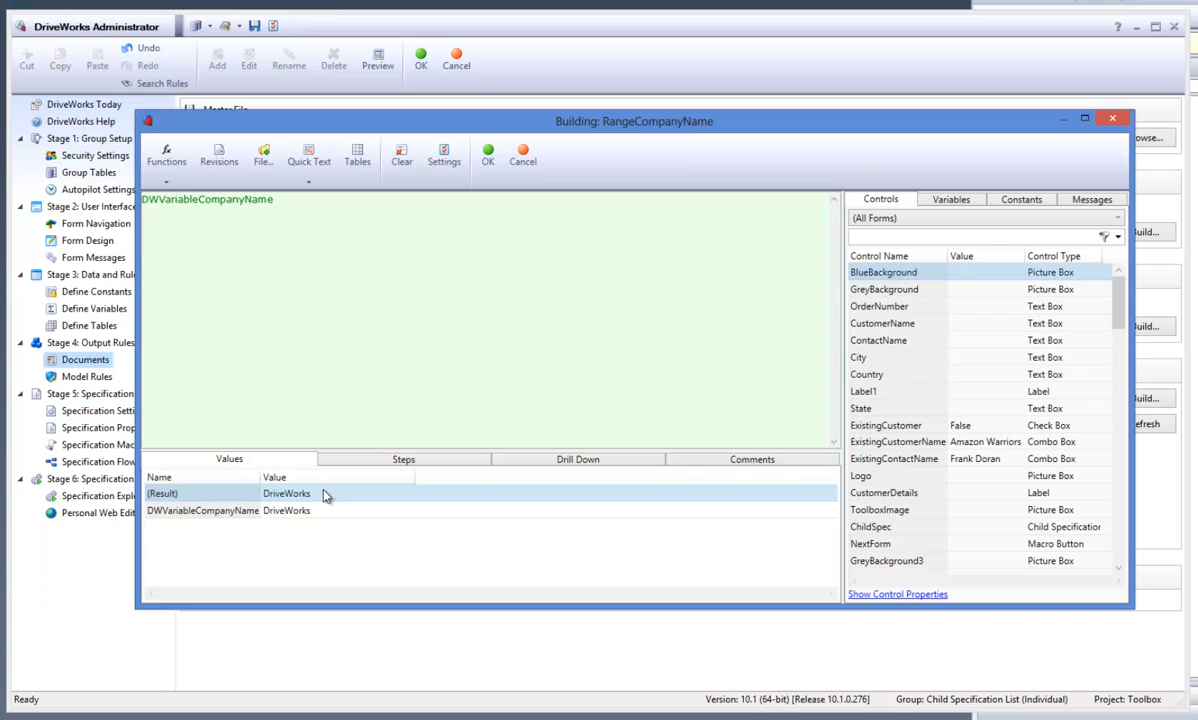 DriveWorks Administrator
?
Cut
Copy
Paste
Undo
Redo
Search Rules
Add
Edit
Rename
Delete
Preview
OK
Cancel
DriveWorks Today
DriveWorks Help
Stage 1: Group Setup
Security Settings
Group Tables
Autopilot Settings
Stage 2: User Interface
Form Navigation
Form Design
Form Messages
Stage 3: Data and Rul
Define Constants
Define Variables
Define Tables
Stage 4: Output Rules
Documents
Model Rules
Stage 5: Specification
Specification Setti
Specification Prop
Specification Mac
Specification Flow
Stage 6: Specification
Specification Explo
Personal Web Edit
Building: RangeCompanyName
Functions
Revisions
File...
Quick Text
Tables
Clear
Settings
OK
Cancel
DWVariableCompanyName
Values
Steps
Drill Down
Comments
Name Value
(Result) DriveWorks
DWVariableCompanyName DriveWorks
Controls
Variables
Constants
Messages
(All Forms)
Control Name Value Control Type
BlueBackground Picture Box
GreyBackground Picture Box
OrderNumber Text Box
CustomerName Text Box
ContactName Text Box
City Text Box
Country Text Box
Label1 Label
State Text Box
ExistingCustomer False Check Box
ExistingCustomerName Amazon Warriors Combo Box
ExistingContactName Frank Doran Combo Box
Logo Picture Box
CustomerDetails Label
ToolboxImage Picture Box
ChildSpec Child Specification
NextForm Macro Button
GreyBackground3 Picture Box
Show Control Properties
owse...
uild...
uild...
uild...
efresh
Ready
Version: 10.1 (64-bit) [Release 10.1.0.276]
Group: Child Specification List (Individual)
Project: Toolbox